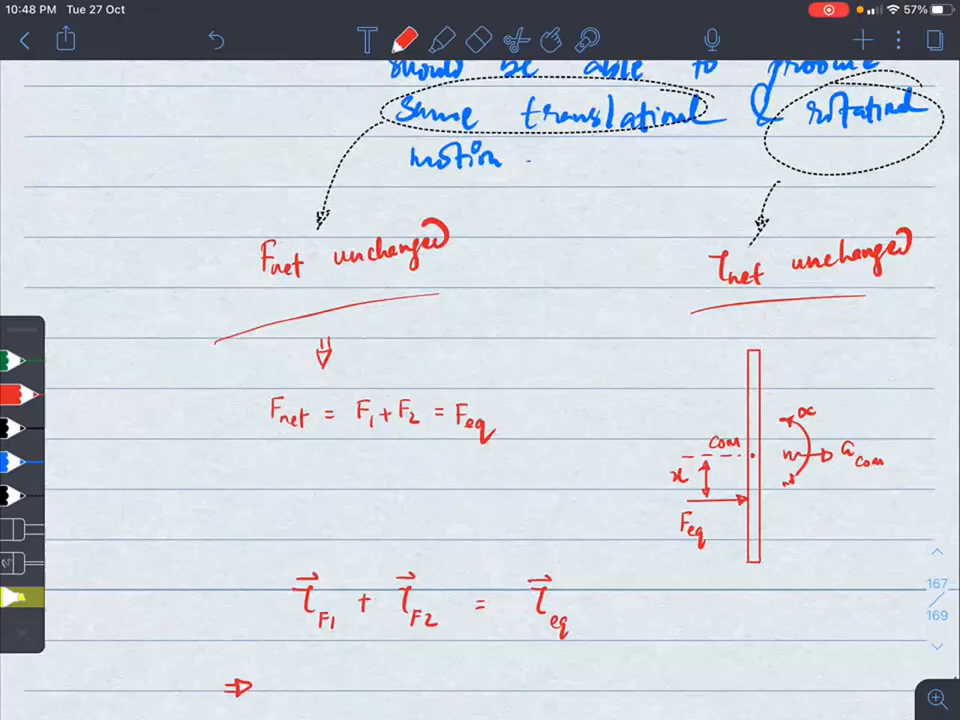 10:48 PM Tue 27 Oct
57%
should be able to produce
same translational & rotational
motion
Fnet unchanged
τnet unchanged
Fnet = F1 + F2 = Feq
α
com
acom
x
Feq
τF1 + τF2 = τeq
⇒
167
169